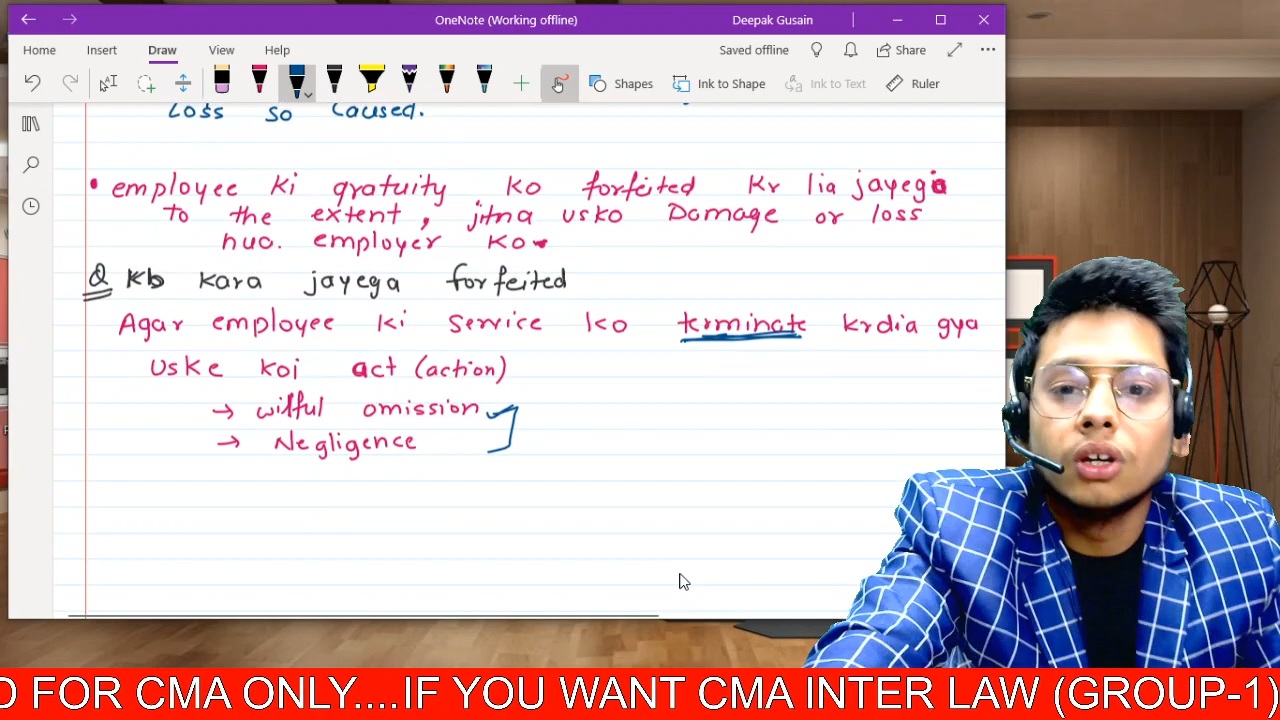 OneNote (Working offline)
Deepak Gusain
Home Insert Draw View Help
Saved offline
Share
Shapes
Ink to Shape
Ink to Text
Ruler
Loss so Caused.
• employee ki gratuity ko forfeited kr lia jayega
to the extent, jitna usko Damage or loss
hua. employer ko.
Q Kb kara jayega forfeited
Agar employee ki service ko terminate krdia gya
uske koi act (action)
→ wilful omission
→ Negligence
D FOR CMA ONLY....IF YOU WANT CMA INTER LAW (GROUP-1)